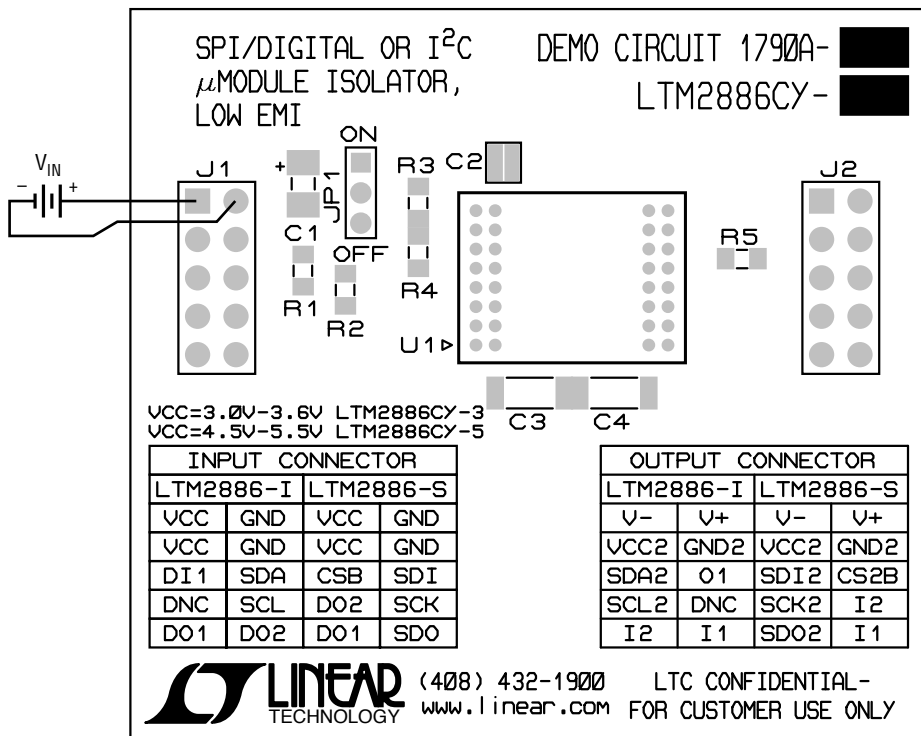 SPI/DIGITAL OR I²C
μMODULE ISOLATOR,
LOW EMI
DEMO CIRCUIT 1790A-
LTM2886CY-
VIN
- +
J1
+
C1
ON
JP1
OFF
R1
R2
R3
R4
C2
U1
R5
J2
C3
C4
VCC=3.0V-3.6V LTM2886CY-3
VCC=4.5V-5.5V LTM2886CY-5
INPUT CONNECTOR
LTM2886-I LTM2886-S
VCC GND VCC GND
VCC GND VCC GND
DI1 SDA CSB SDI
DNC SCL DO2 SCK
DO1 DO2 DO1 SDO
OUTPUT CONNECTOR
LTM2886-I LTM2886-S
V- V+ V- V+
VCC2 GND2 VCC2 GND2
SDA2 O1 SDI2 CS2B
SCL2 DNC SCK2 I2
I2 I1 SDO2 I1
LINEAR
TECHNOLOGY
(408) 432-1900
www.linear.com
LTC CONFIDENTIAL-
FOR CUSTOMER USE ONLY